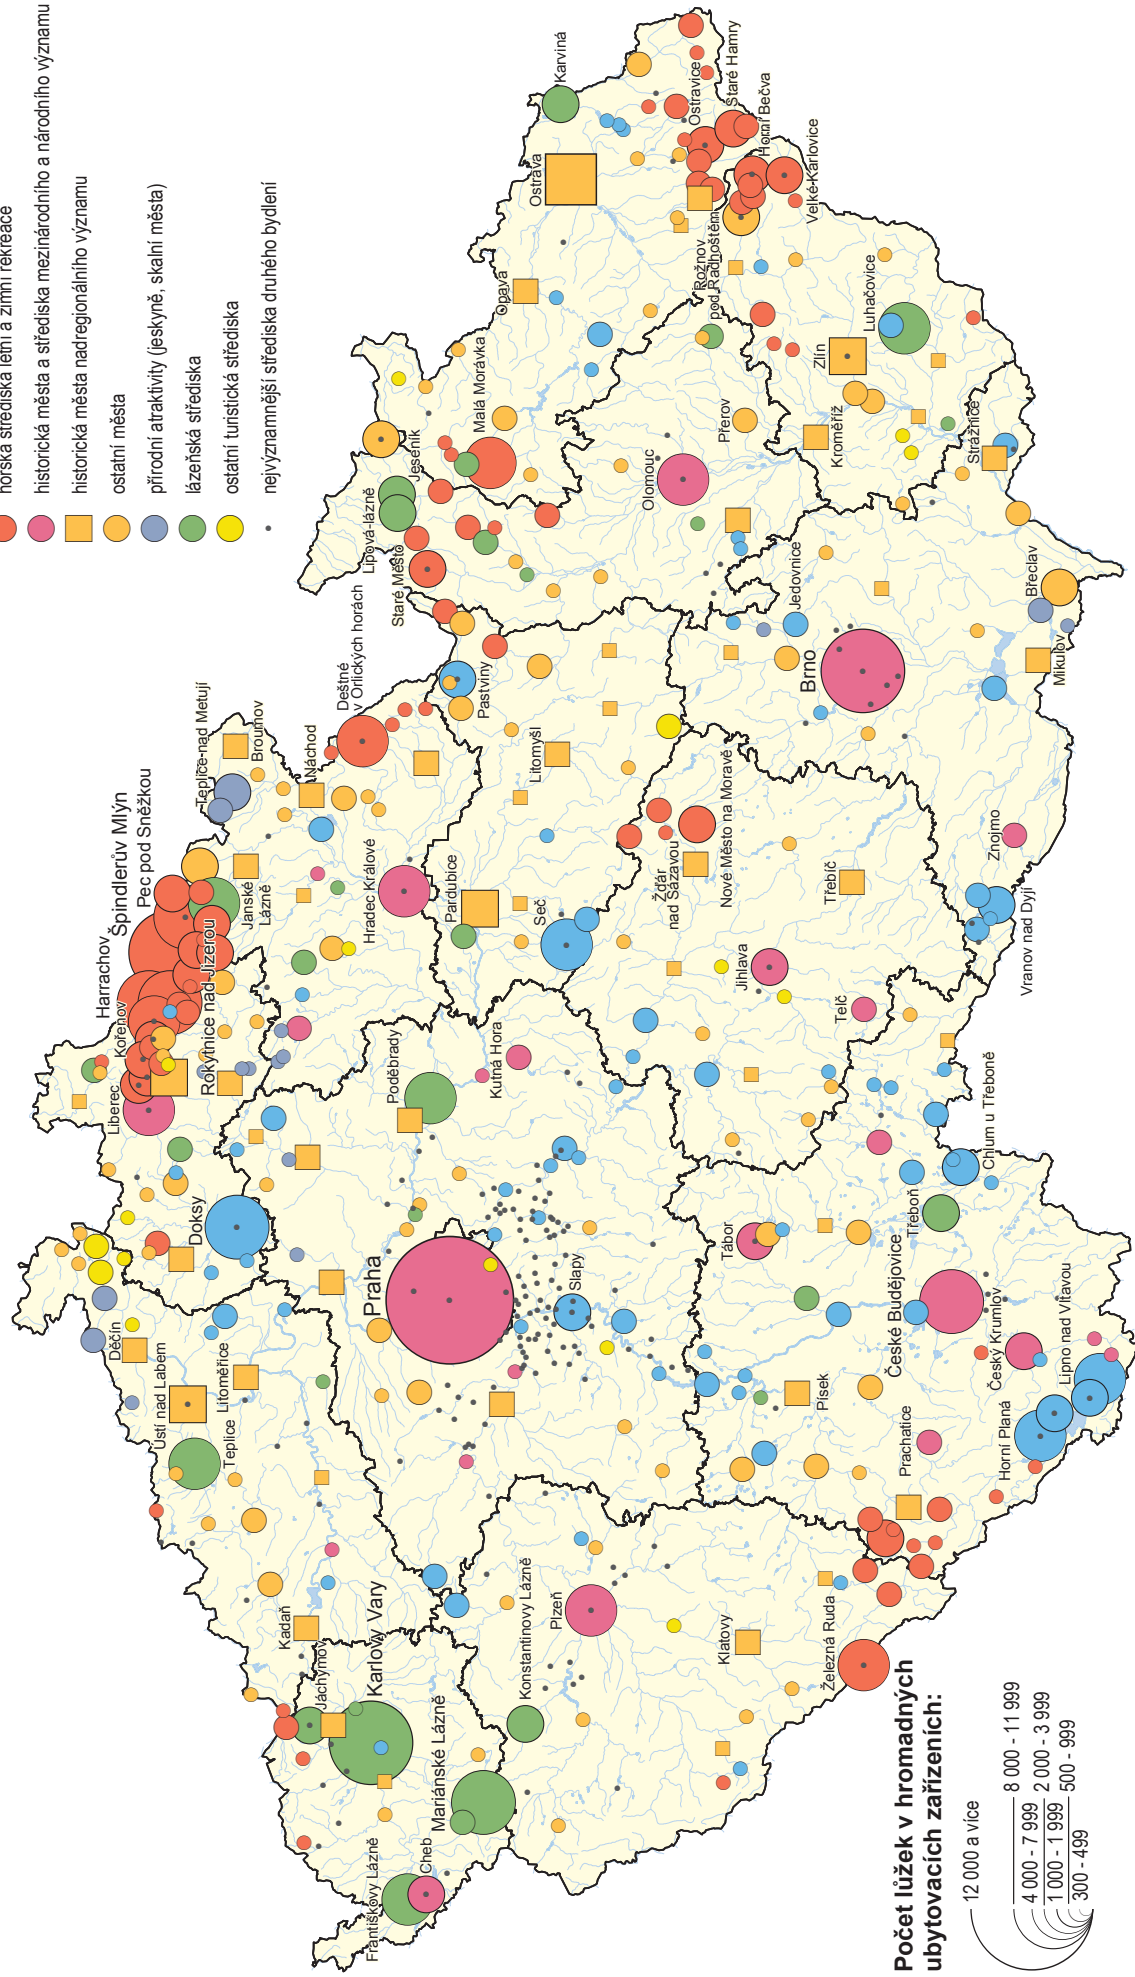 horská střediska letní a zimní rekreace
historická města a střediska mezinárodního a národního významu
historická města nadregionálního významu
ostatní města
přírodní atraktivity (jeskyně, skalní města)
lázeňská střediska
ostatní turistická střediska
nejvýznamnější střediska druhého bydlení
Děčín
Ústí nad Labem
Litoměřice
Teplice
Kadaň
Jáchymov
Karlovy Vary
Mariánské Lázně
Františkovy Lázně
Cheb
Konstantinovy Lázně
Plzeň
Klatovy
Železná Ruda
Doksy
Liberec
Kořenov
Harrachov
Špindlerův Mlýn
Pec pod Sněžkou
Rokytnice nad Jizerou
Janské
Lázně
Teplice nad Metují
Broumov
Náchod
Hradec Králové
Deštné
v Orlických horách
Pastviny
Litomyšl
Pardubice
Seč
Poděbrady
Kutná Hora
Praha
Slapy
Tábor
Písek
Prachatice
České Budějovice
Třeboň
Chlum u Třeboně
Český Krumlov
Lipno nad Vltavou
Horní Planá
Žďár
nad Sázavou
Nové Město na Moravě
Třebíč
Jihlava
Telč
Znojmo
Vranov nad Dyjí
Brno
Jedovnice
Břeclav
Mikulov
Staré Město
Lipová-lázně
Jeseník
Malá Morávka
Olomouc
Přerov
Opava
Ostrava
Karviná
Ostravice
Staré Hamry
Horní Bečva
Velké Karlovice
Rožnov
pod Radhoštěm
Zlín
Luhačovice
Kroměříž
Strážnice
Počet lůžek v hromadných
ubytovacích zařízeních:
12 000 a více
8 000 - 11 999
4 000 - 7 999
2 000 - 3 999
1 000 - 1 999
500 - 999
300 - 499